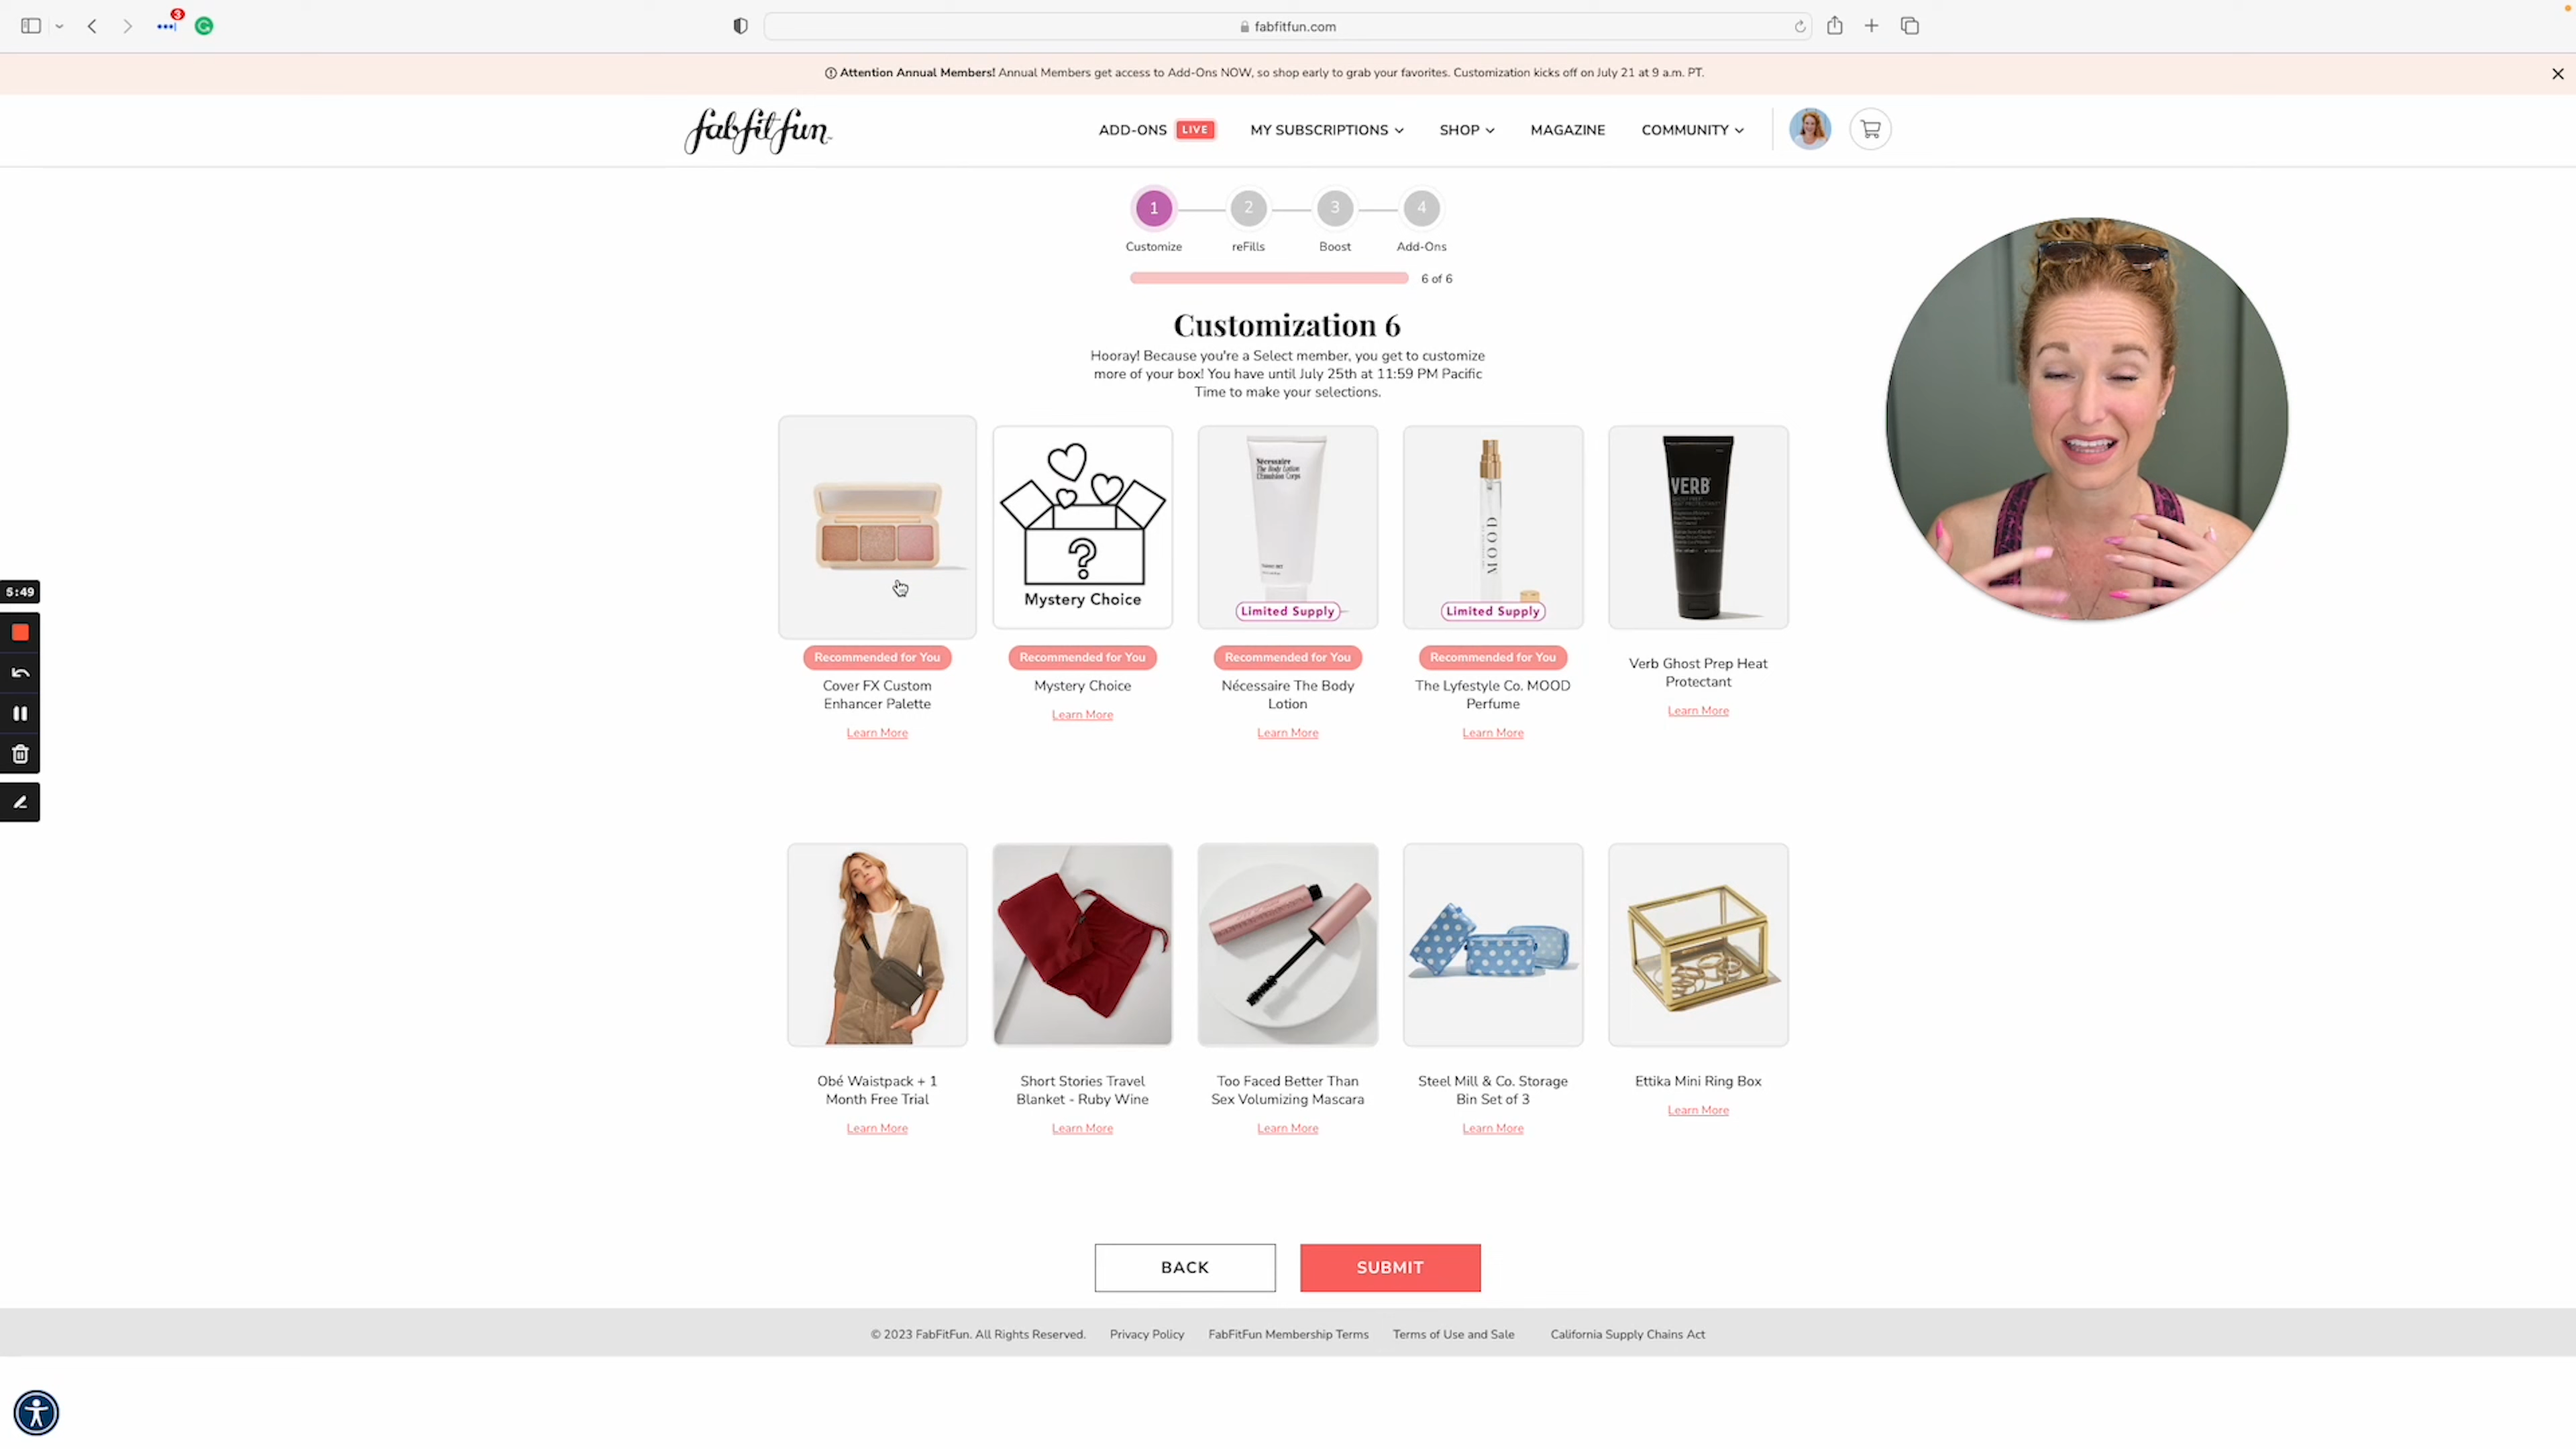 3
fabfitfun.com
Attention Annual Members! Annual Members get access to Add-Ons NOW, so shop early to grab your favorites. Customization kicks off on July 21 at 9 a.m. PT.
fabfitfun
ADD-ONS LIVE MY SUBSCRIPTIONS SHOP MAGAZINE COMMUNITY
1 2 3 4
Customize reFills Boost Add-Ons
6 of 6
Customization 6
Hooray! Because you're a Select member, you get to customize
more of your box! You have until July 25th at 11:59 PM Pacific
Time to make your selections.
Nécessaire
The Body Lotion
L'Emulsion Corps
MOOD
VERB
?
Mystery Choice
Limited Supply
Limited Supply
5:49
Recommended for You
Recommended for You
Recommended for You
Recommended for You
Cover FX Custom
Enhancer Palette
Learn More
Mystery Choice
Learn More
Nécessaire The Body
Lotion
Learn More
The Lyfestyle Co. MOOD
Perfume
Learn More
Verb Ghost Prep Heat
Protectant
Learn More
Obé Waistpack + 1
Month Free Trial
Learn More
Short Stories Travel
Blanket - Ruby Wine
Learn More
Too Faced Better Than
Sex Volumizing Mascara
Learn More
Steel Mill & Co. Storage
Bin Set of 3
Learn More
Ettika Mini Ring Box
Learn More
BACK SUBMIT
© 2023 FabFitFun. All Rights Reserved. Privacy Policy FabFitFun Membership Terms Terms of Use and Sale California Supply Chains Act